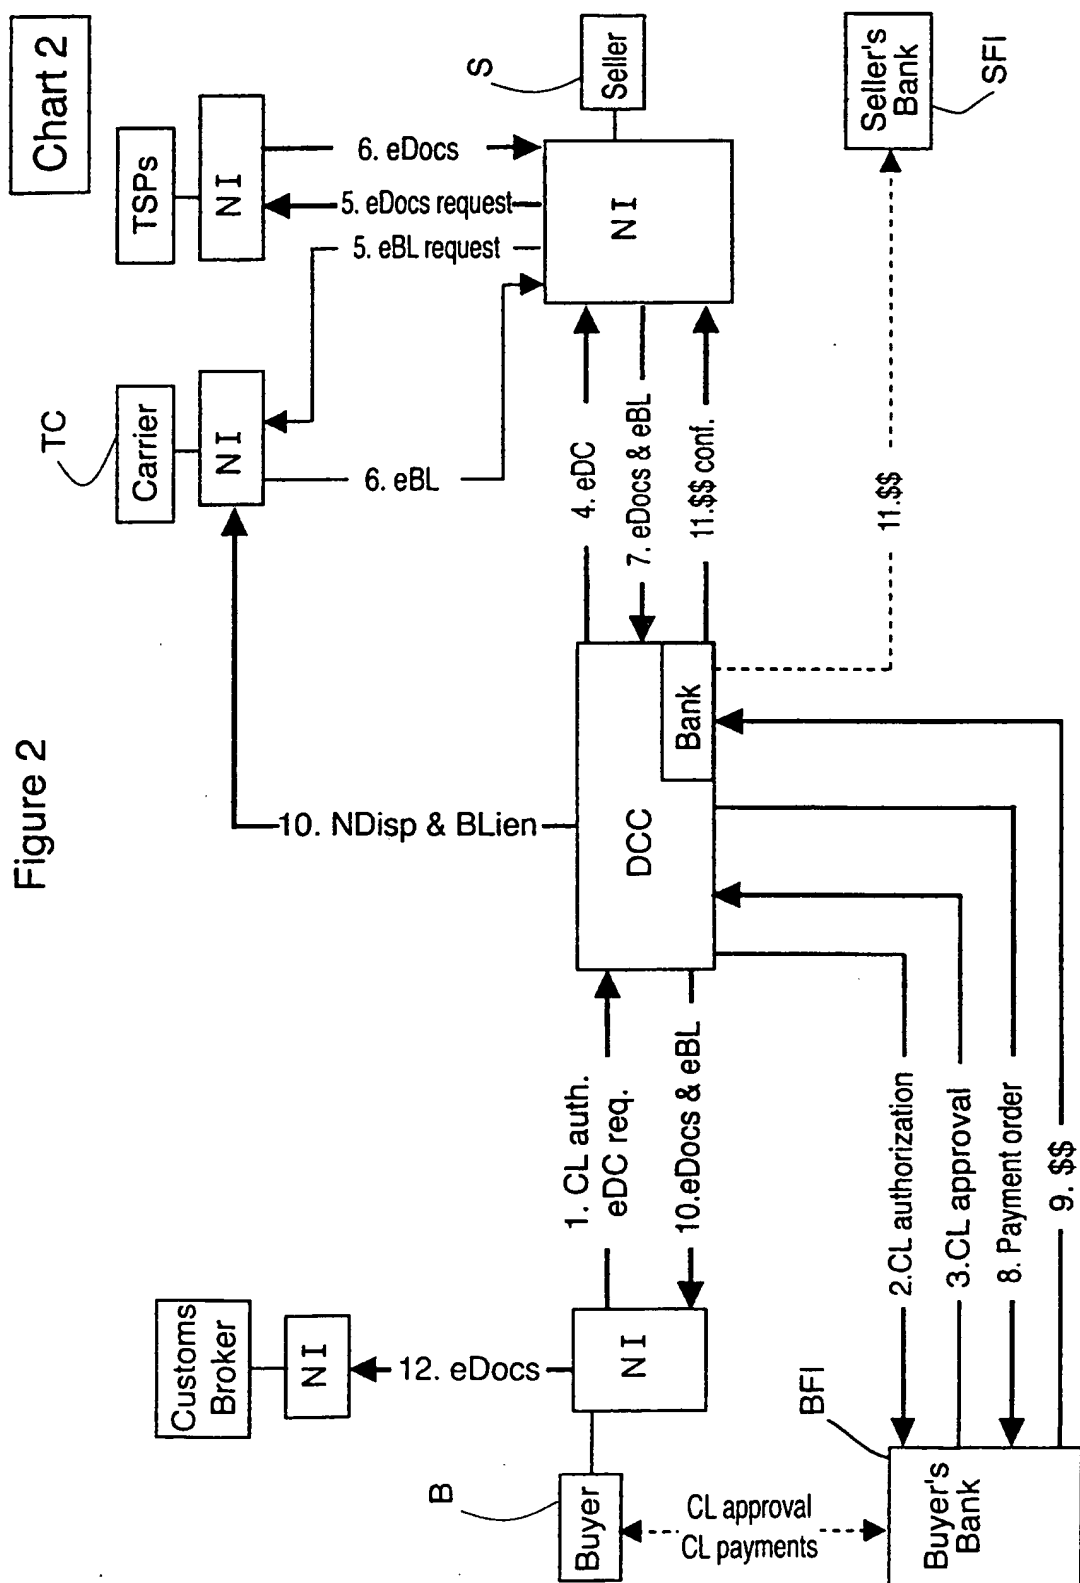 Figure 2
Chart 2
TC
Carrier
NI
TSPs
NI
Customs
Broker
NI
12. eDocs
10. NDisp & BLien
6. eBL
5. eBL request
5. eDocs request
6. eDocs
B
Buyer
NI
1. CL auth.
eDC req.
10.eDocs & eBL
DCC
Bank
4. eDC
7. eDocs & eBL
11.$$ conf.
NI
S
Seller
CL approval
CL payments
BFI
Buyer's
Bank
2.CL authorization
3.CL approval
8. Payment order
9. $$
11.$$
Seller's
Bank
SFI